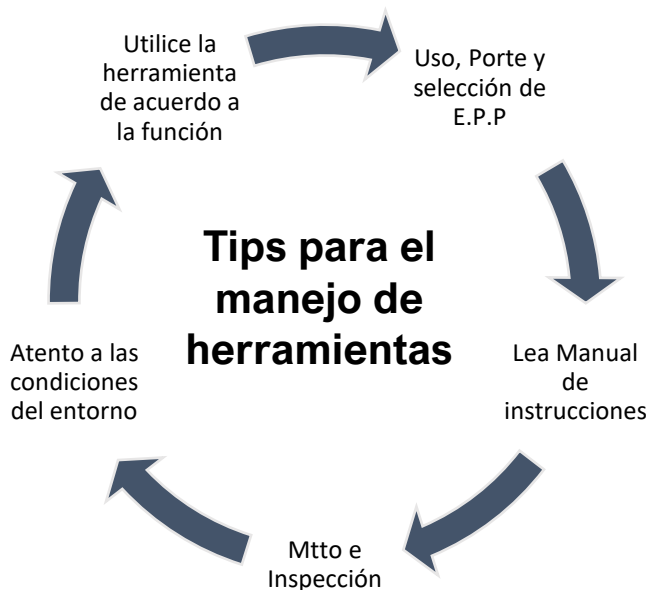 Tips para el
manejo de
herramientas
Uso, Porte y
selección de
E.P.P
Lea Manual
de
instrucciones
Mtto e
Inspección
Atento a las
condiciones
del entorno
Utilice la
herramienta
de acuerdo a
la función